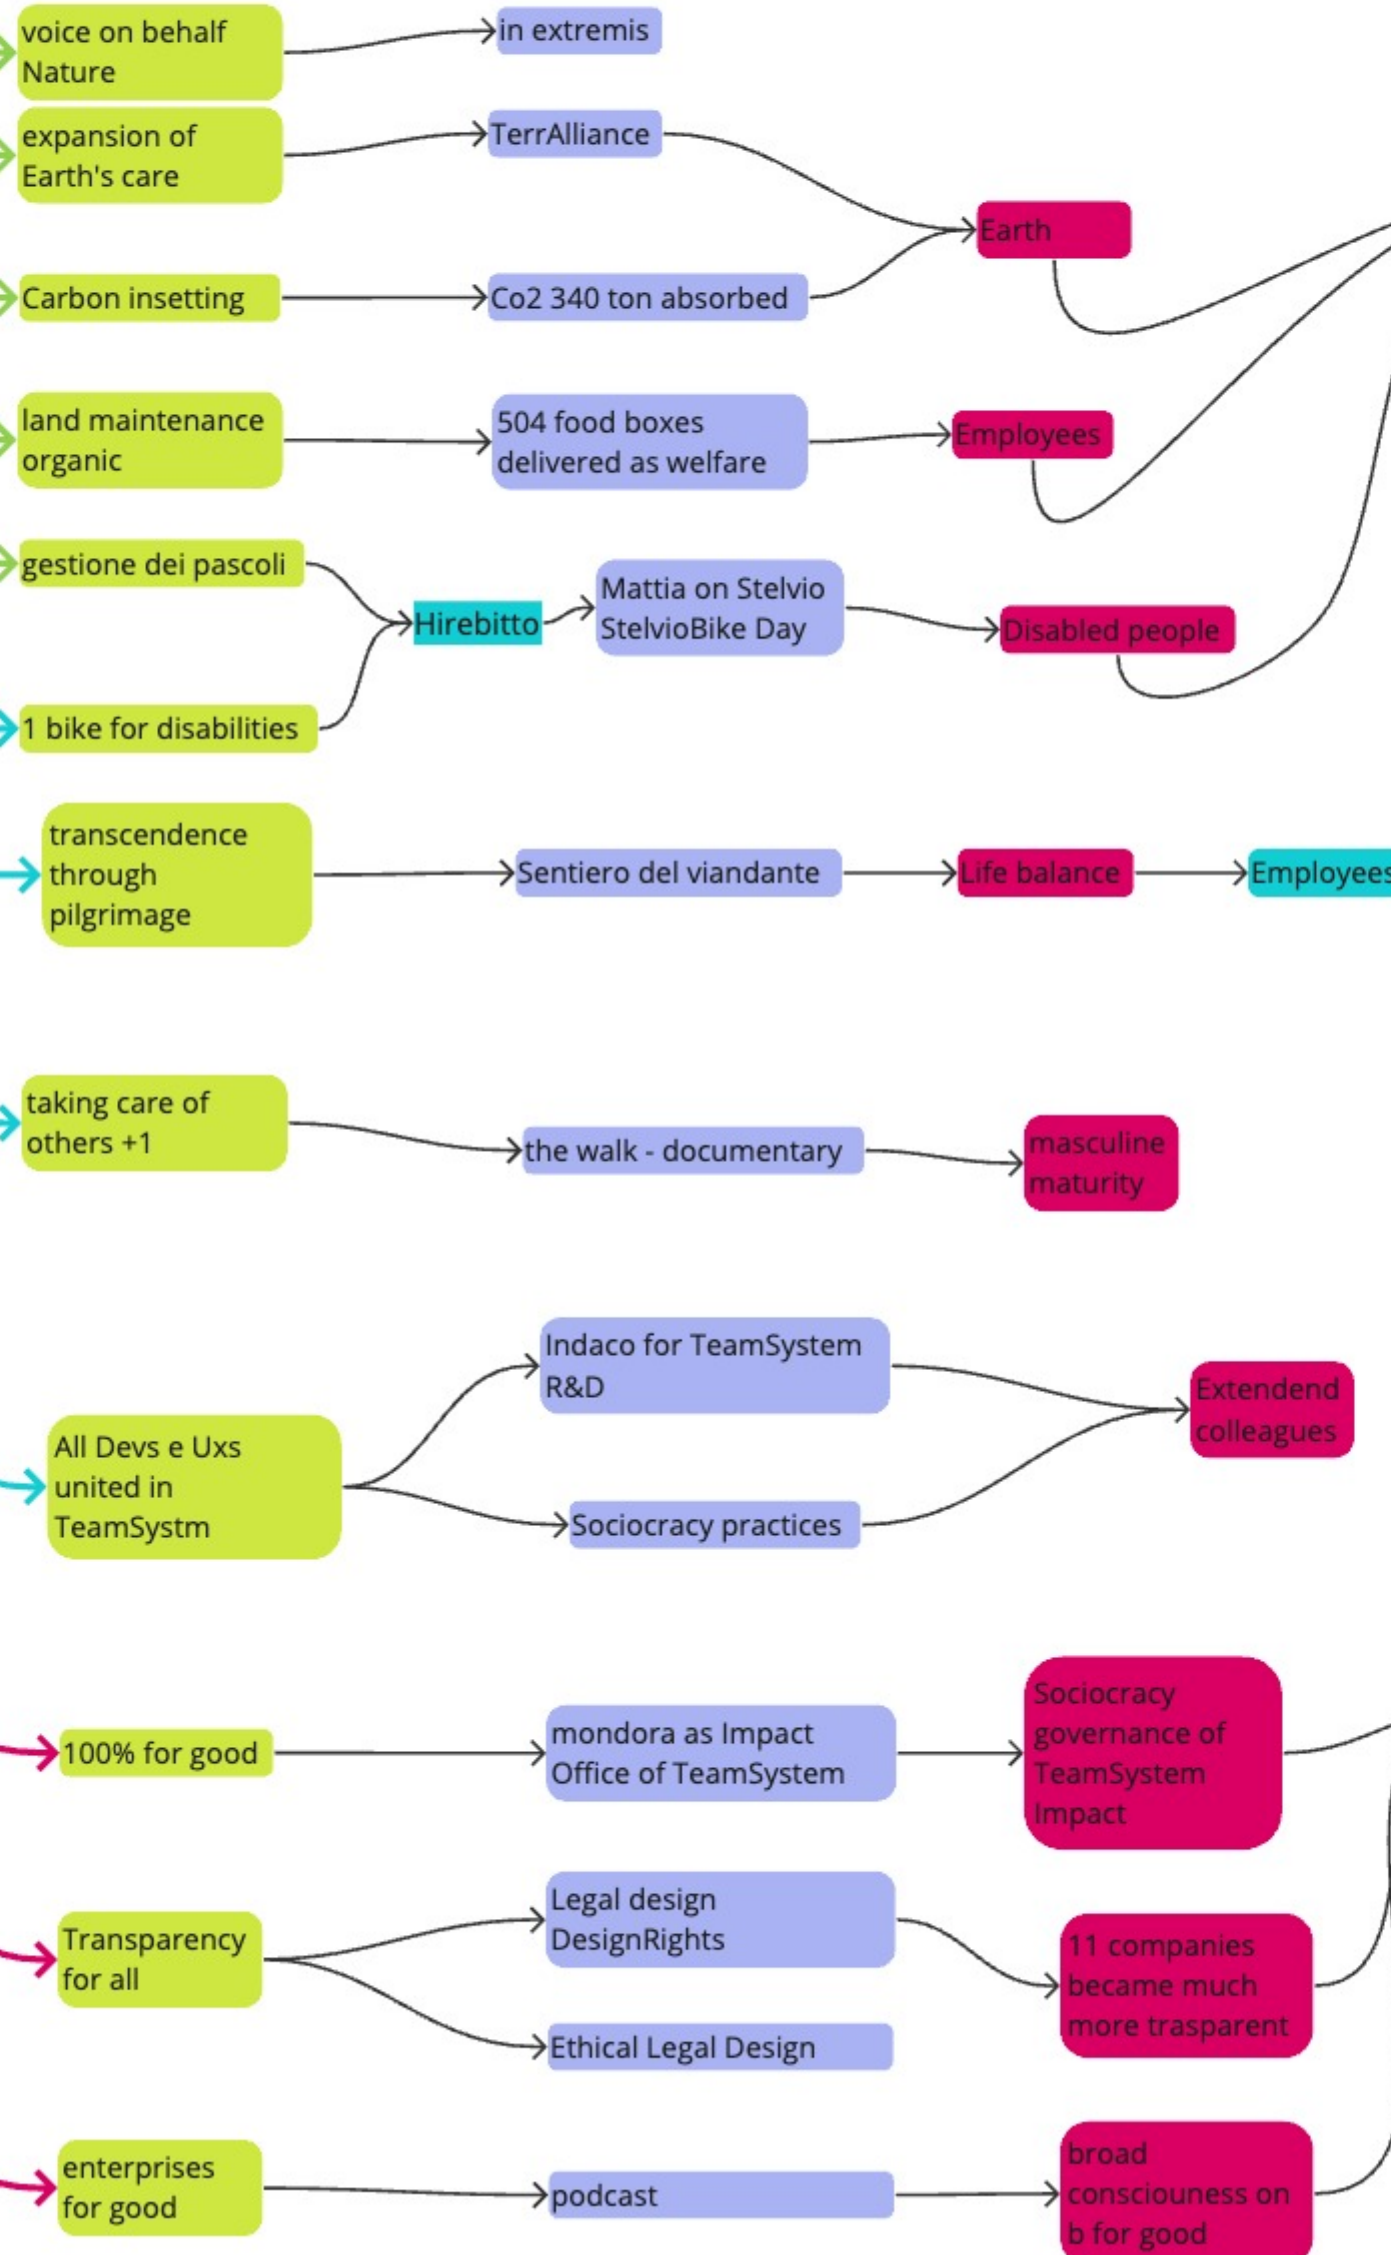 voice on behalf
Nature
in extremis
expansion of
Earth's care
TerrAlliance
Earth
Carbon insetting
Co2 340 ton absorbed
land maintenance
organic
504 food boxes
delivered as welfare
Employees
gestione dei pascoli
Hirebitto
Mattia on Stelvio
StelvioBike Day
Disabled people
1 bike for disabilities
transcendence
through
pilgrimage
Sentiero del viandante
Life balance
Employees
taking care of
others +1
the walk - documentary
masculine
maturity
Indaco for TeamSystem
R&D
Extendend
colleagues
All Devs e Uxs
united in
TeamSystm
Sociocracy practices
100% for good
mondora as Impact
Office of TeamSystem
Sociocracy
governance of
TeamSystem
Impact
Transparency
for all
Legal design
DesignRights
11 companies
became much
more trasparent
Ethical Legal Design
enterprises
for good
podcast
broad
consciouness on
b for good